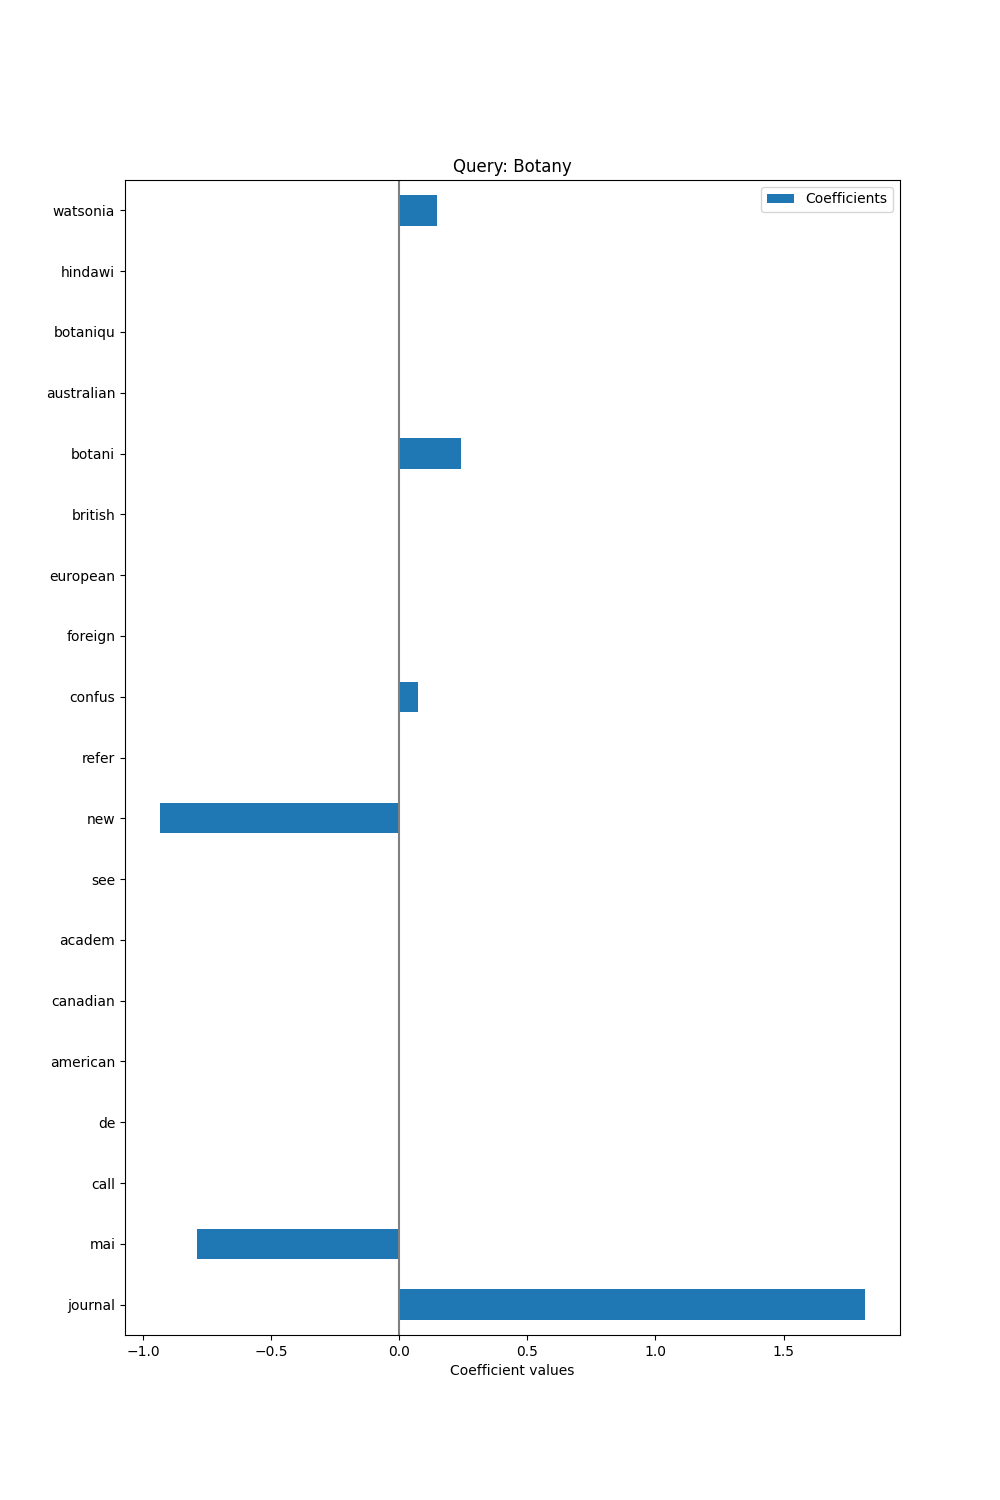 Query: Botany
Coefficients
watsonia
hindawi
botaniqu
australian
botani
british
european
foreign
confus
refer
new
see
academ
canadian
american
de
call
mai
journal
−1.0 −0.5 0.0 0.5 1.0 1.5
Coefficient values